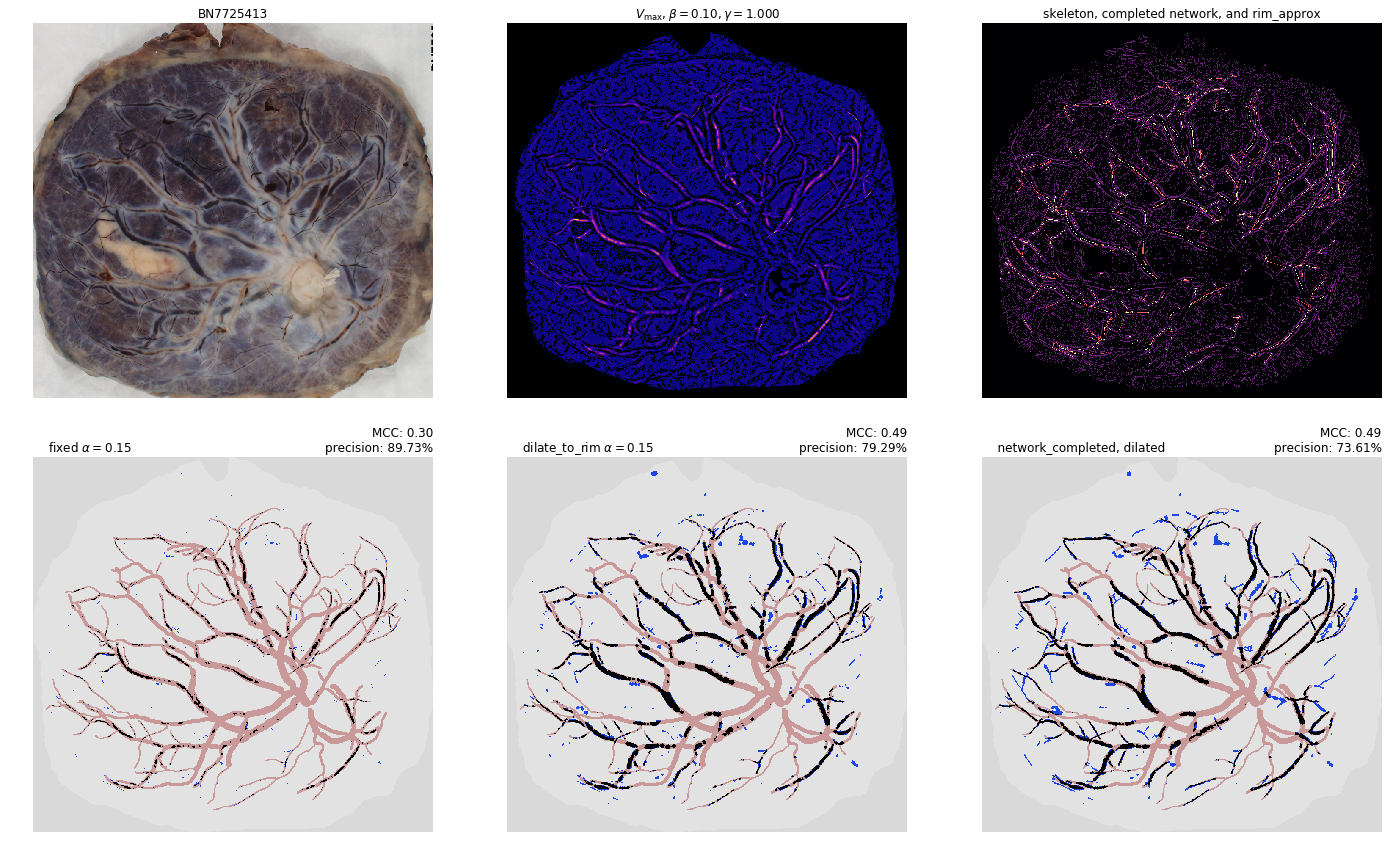 BN7725413
V_max, β = 0.10, γ = 1.000
skeleton, completed network, and rim_approx
fixed α = 0.15
MCC: 0.30
precision: 89.73%
dilate_to_rim α = 0.15
MCC: 0.49
precision: 79.29%
network_completed, dilated
MCC: 0.49
precision: 73.61%